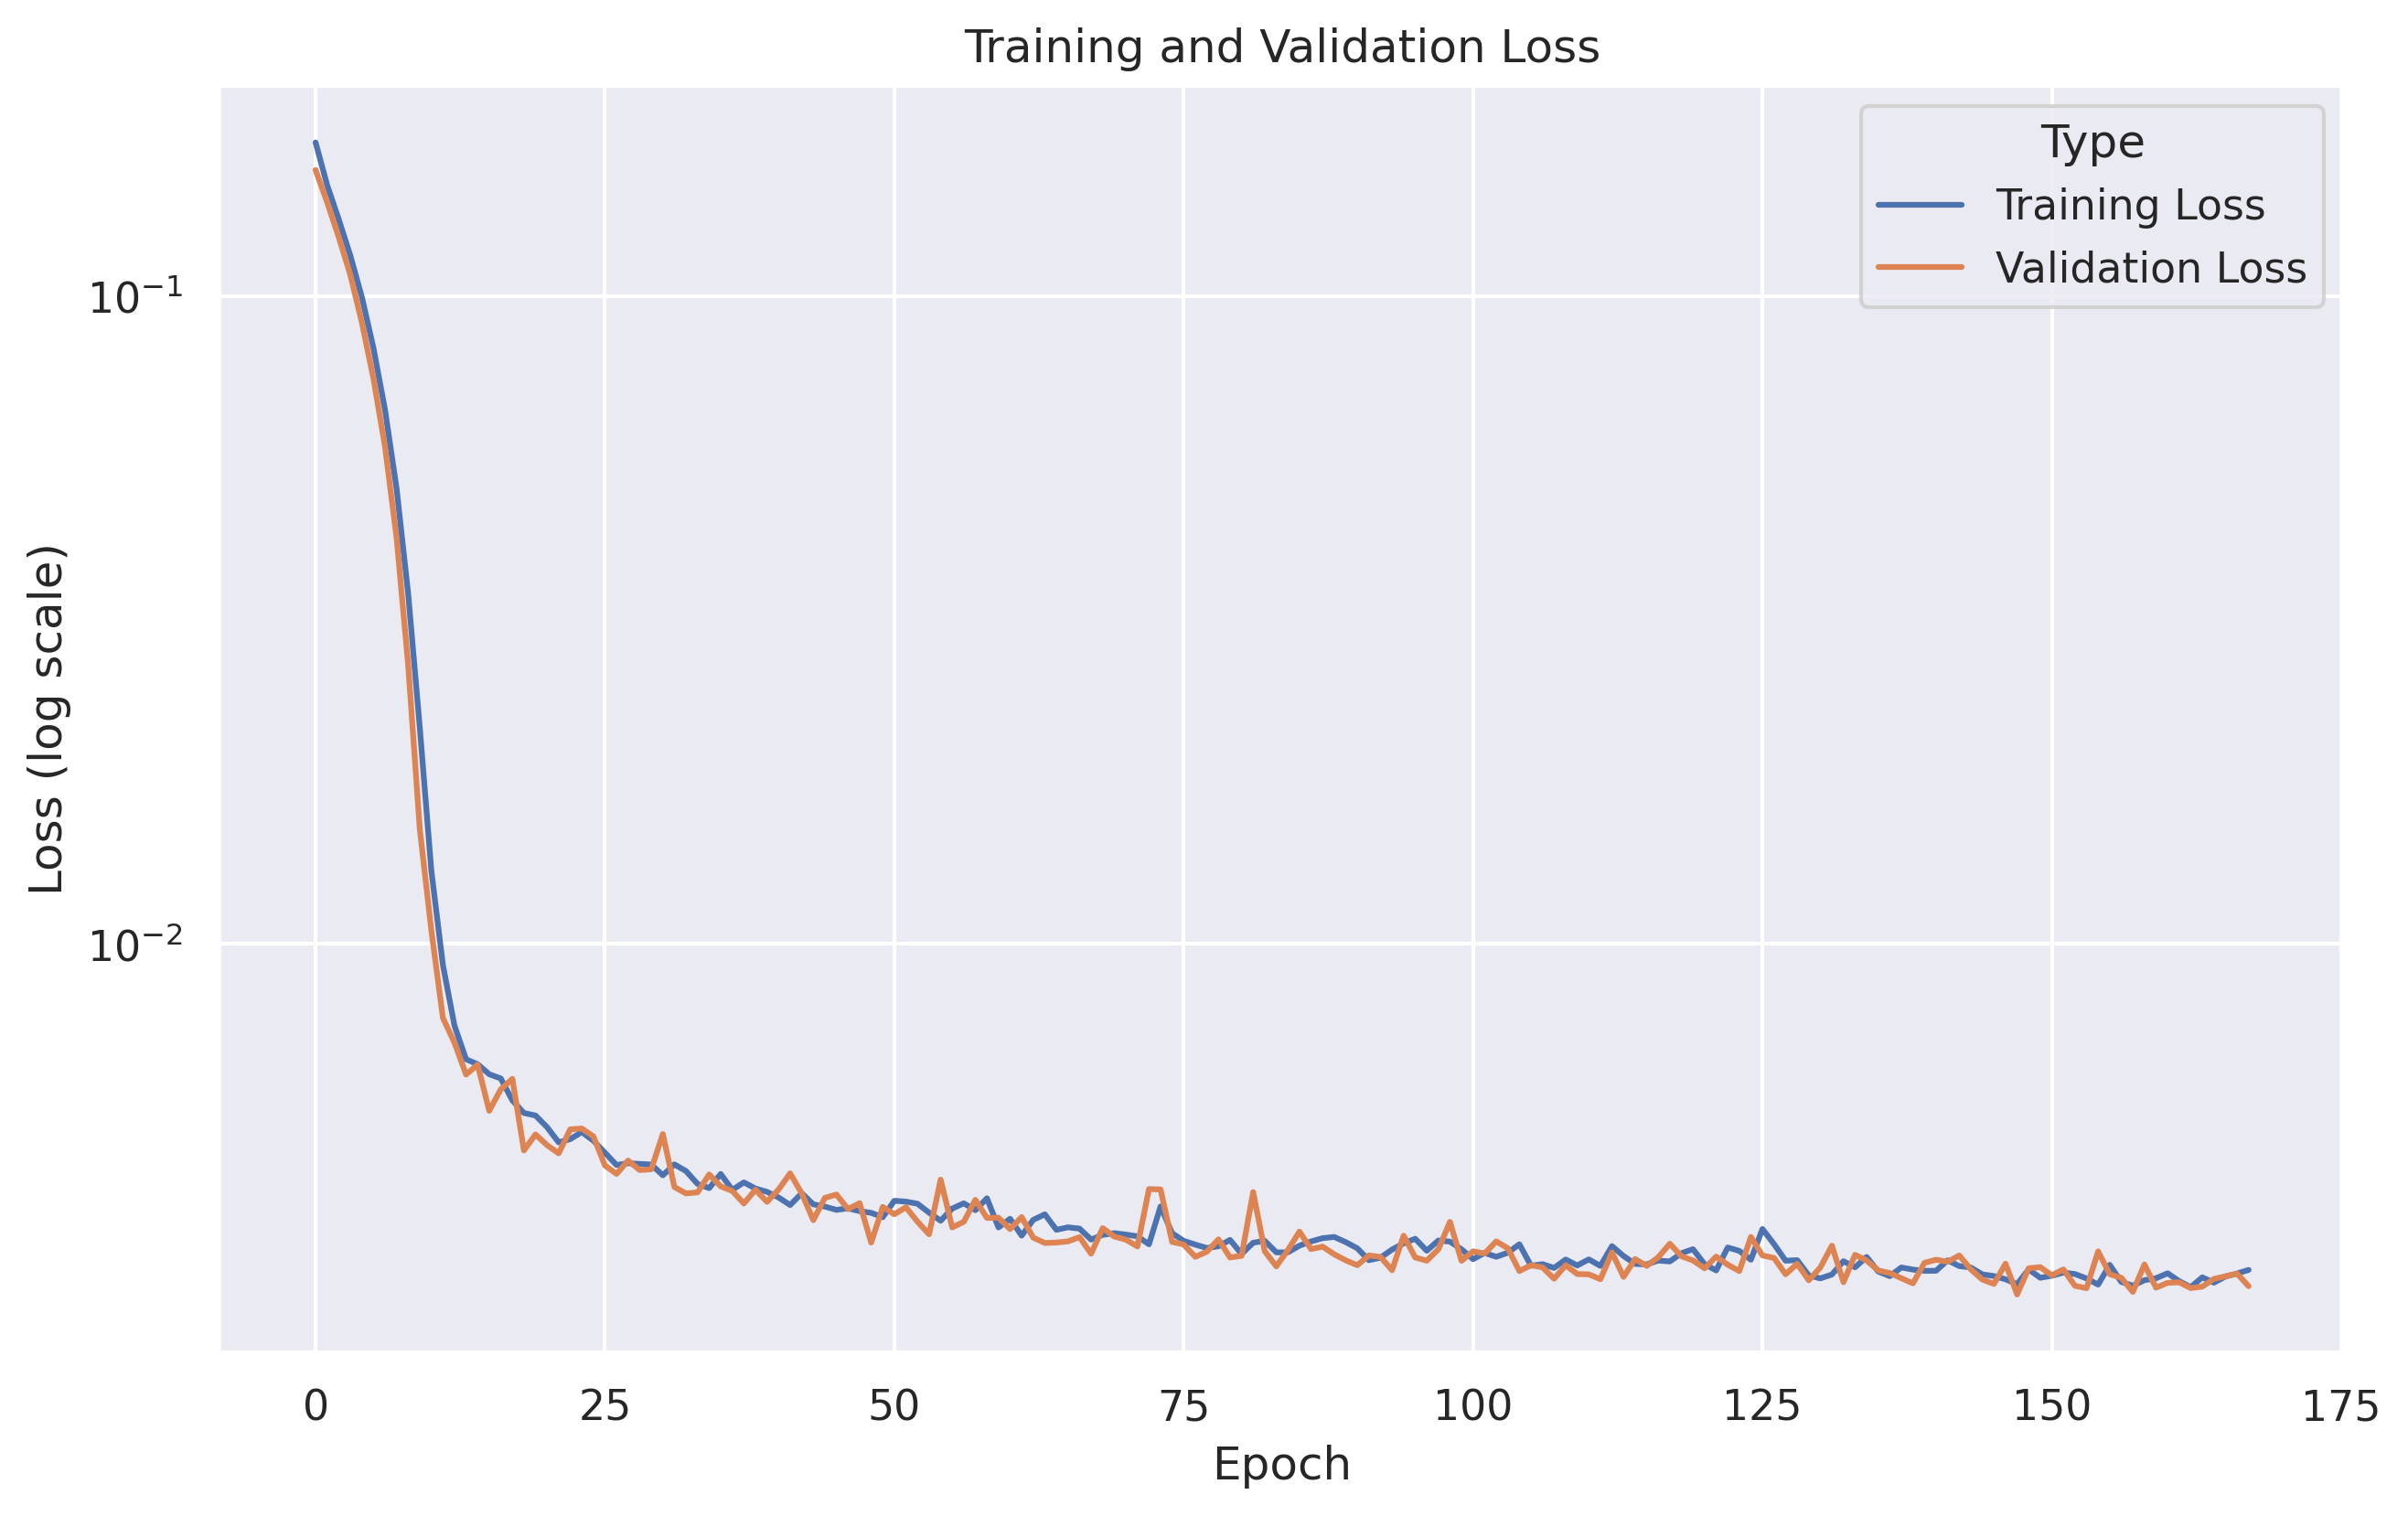 Training and Validation Loss
Type
Training Loss
Validation Loss
Loss (log scale)
10⁻¹
10⁻²
0 25 50 75 100 125 150 175
Epoch